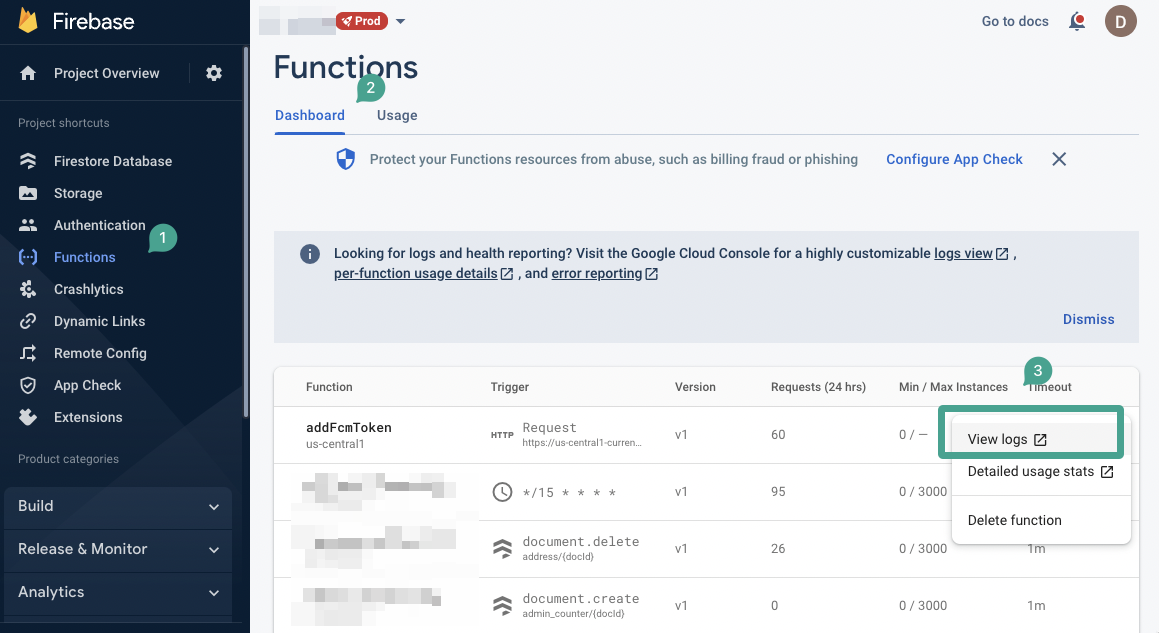 Firebase
Project Overview
Project shortcuts
Firestore Database
Storage
Authentication
1
Functions
Crashlytics
Dynamic Links
Remote Config
App Check
Extensions
Product categories
Build
Release & Monitor
Analytics
Prod
Go to docs
D
Functions
2
Dashboard
Usage
Protect your Functions resources from abuse, such as billing fraud or phishing
Configure App Check
Looking for logs and health reporting? Visit the Google Cloud Console for a highly customizable logs view ,
per-function usage details , and error reporting
Dismiss
3
Function Trigger Version Requests (24 hrs) Min / Max Instances Timeout
addFcmToken HTTP Request v1 60 0 / —
us-central1 https://us-central1-curren...
View logs
Detailed usage stats
Delete function
*/15 * * * * v1 95 0 / 3000
document.delete v1 26 0 / 3000 1m
address/{docId}
document.create v1 0 0 / 3000 1m
admin_counter/{docId}